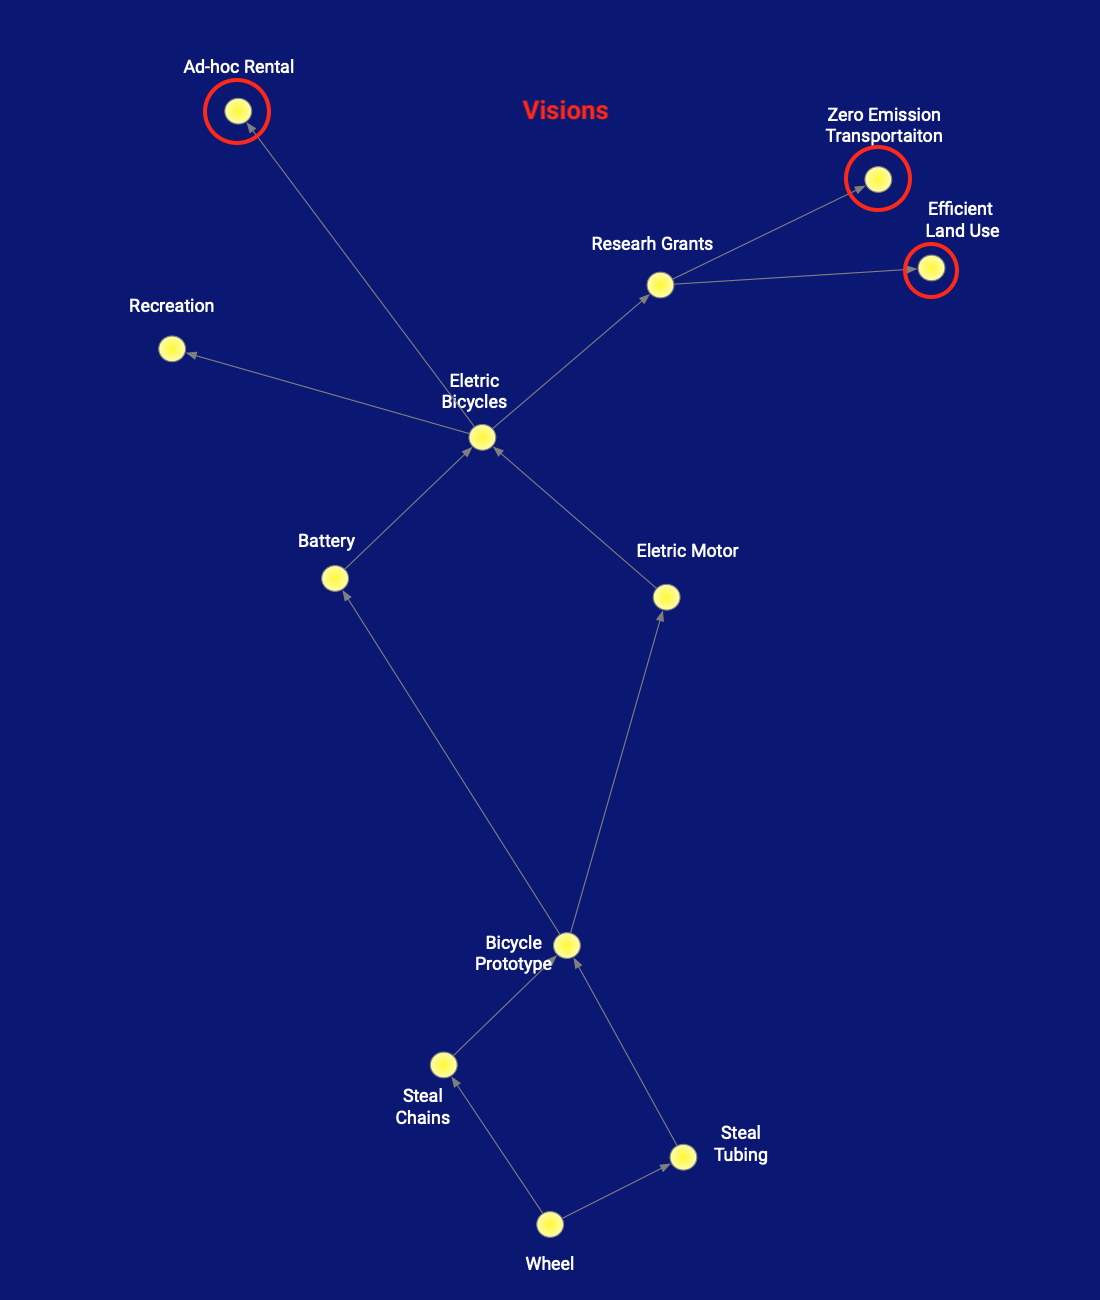 Ad-hoc Rental
Visions
Zero Emission
Transportaiton
Efficient
Land Use
Researh Grants
Recreation
Eletric
Bicycles
Battery
Eletric Motor
Bicycle
Prototype
Steal
Chains
Steal
Tubing
Wheel